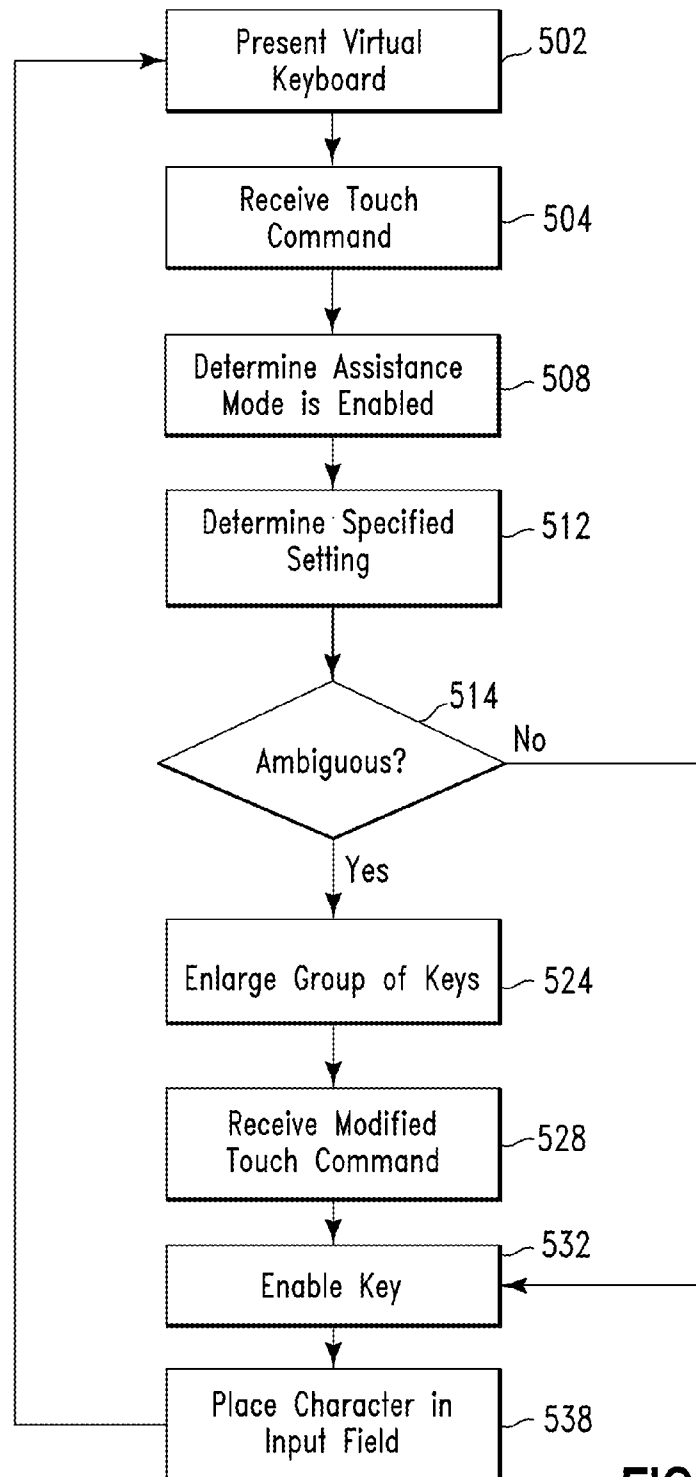 Present Virtual
Keyboard
502
Receive Touch
Command
504
Determine Assistance
Mode is Enabled
508
Determine Specified
Setting
512
514
Ambiguous?
No
Yes
Enlarge Group of Keys
524
Receive Modified
Touch Command
528
532
Enable Key
Place Character in
Input Field
538
FIG